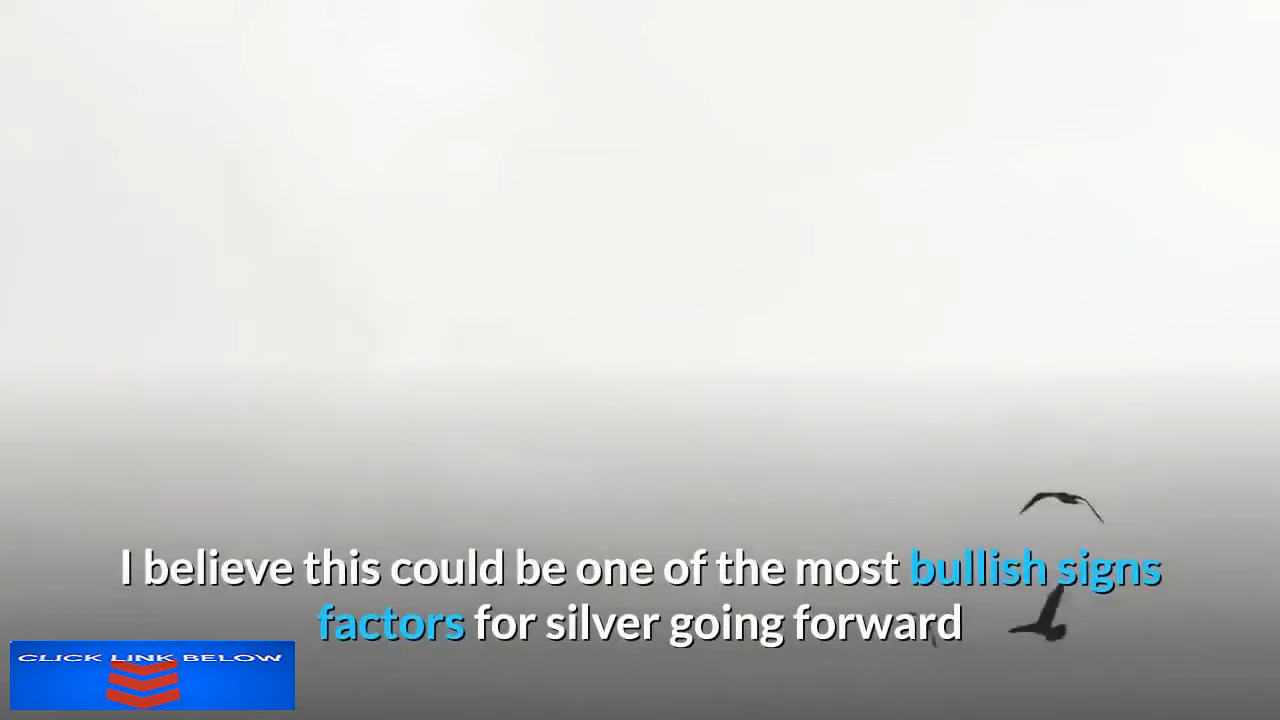 I believe this could be one of the most bullish signs
factors for silver going forward
CLICK LINK BELOW